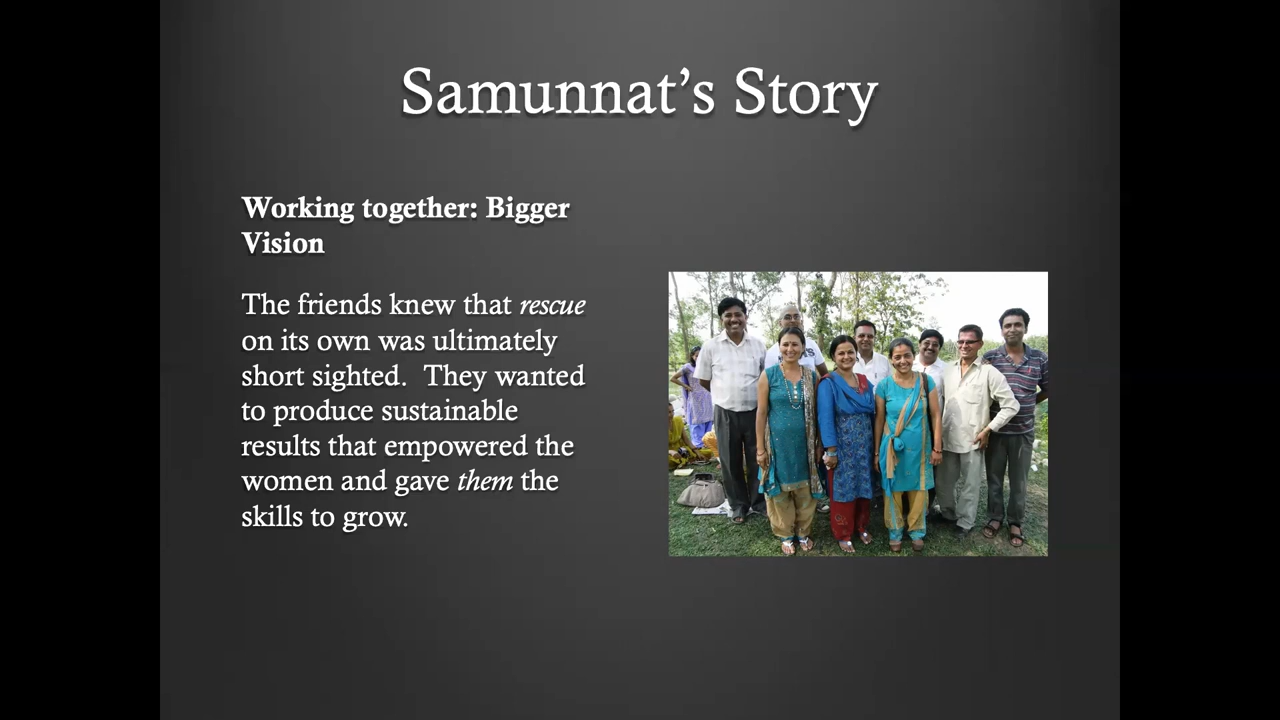 Samunnat’s Story
Working together: Bigger
Vision
The friends knew that rescue
on its own was ultimately
short sighted.  They wanted
to produce sustainable
results that empowered the
women and gave them the
skills to grow.